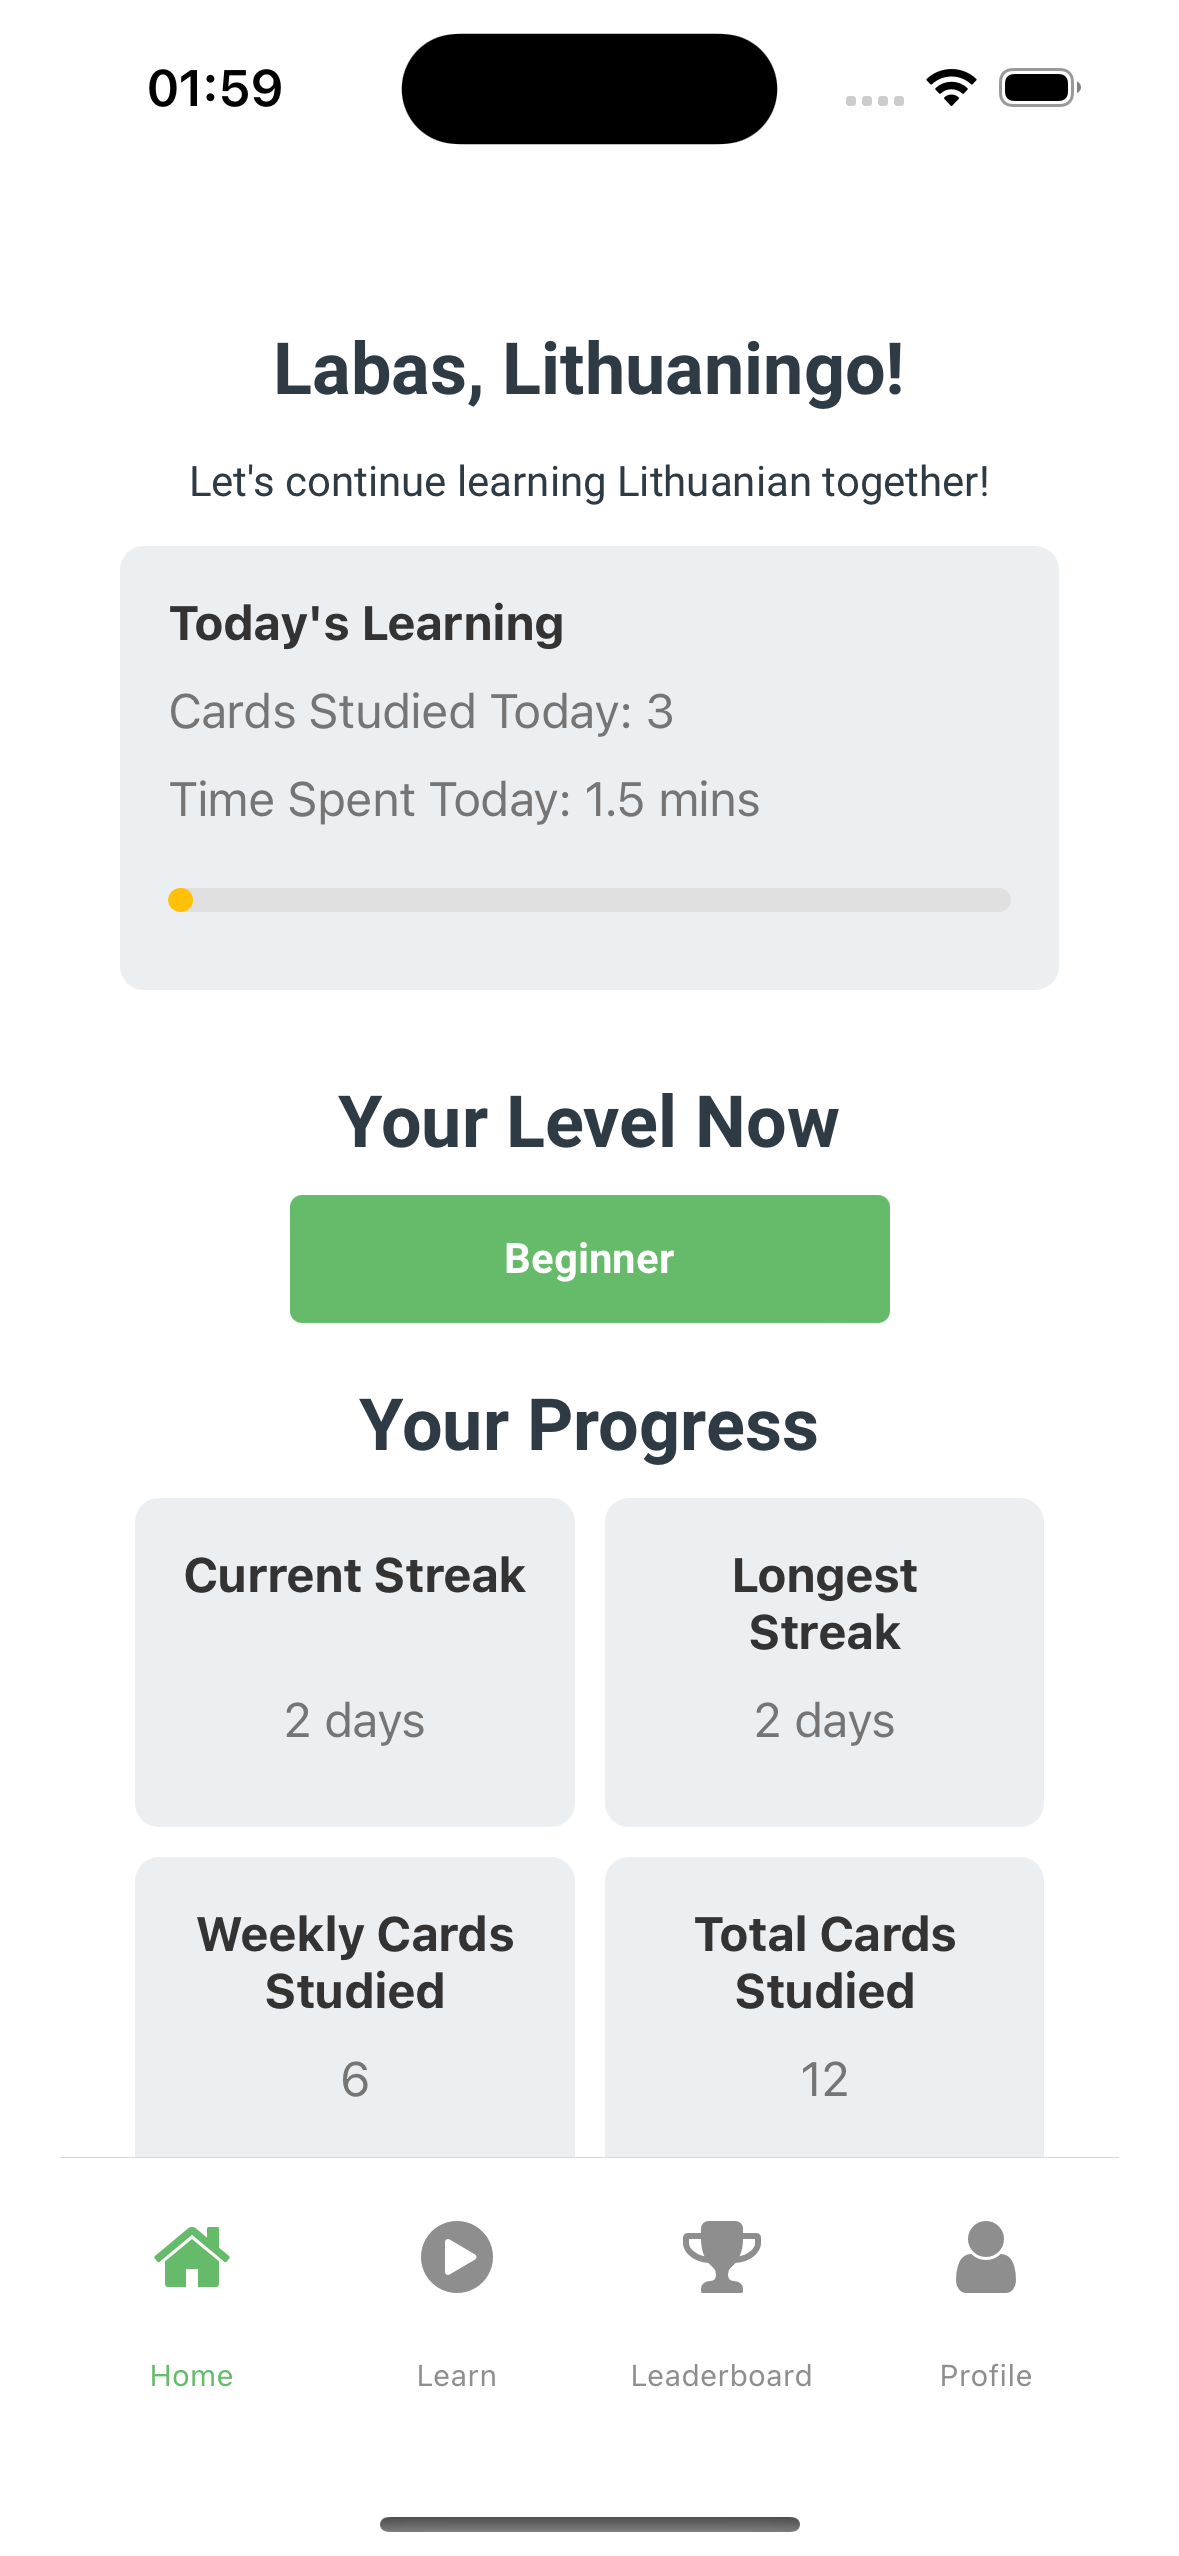 01:59
Labas, Lithuaningo!
Let's continue learning Lithuanian together!
Today's Learning
Cards Studied Today: 3
Time Spent Today: 1.5 mins
Your Level Now
Beginner
Your Progress
Current Streak
2 days
Longest
Streak
2 days
Weekly Cards
Studied
6
Total Cards
Studied
12
Home
Learn
Leaderboard
Profile